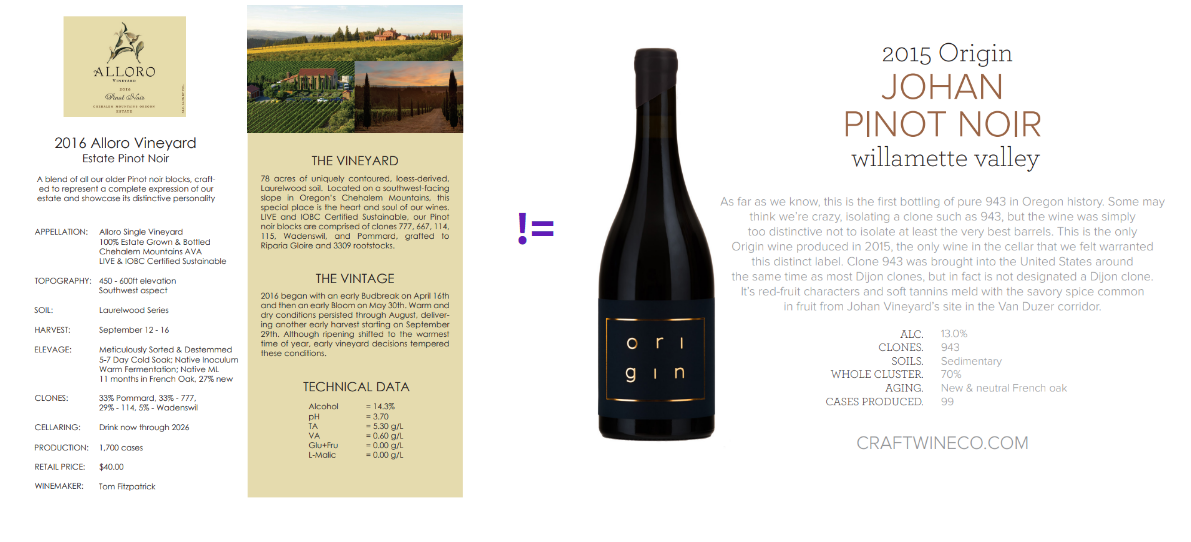 ALLORO
VINEYARD
2016
Pinot Noir
CHEHALEM MOUNTAINS OREGON
ESTATE
2016 Alloro Vineyard
Estate Pinot Noir
A blend of all our older Pinot noir blocks, craft-
ed to represent a complete expression of our
estate and showcase its distinctive personality
APPELLATION: Alloro Single Vineyard
100% Estate Grown & Bottled
Chehalem Mountains AVA
LIVE & IOBC Certified Sustainable
TOPOGRAPHY: 450 - 600ft elevation
Southwest aspect
SOIL: Laurelwood Series
HARVEST: September 12 - 16
ELEVAGE: Meticulously Sorted & Destemmed
5-7 Day Cold Soak; Native Inoculum
Warm Fermentation; Native ML
11 months in French Oak, 27% new
CLONES: 33% Pommard, 33% - 777,
29% - 114, 5% - Wadenswil
CELLARING: Drink now through 2026
PRODUCTION: 1,700 cases
RETAIL PRICE: $40.00
WINEMAKER: Tom Fitzpatrick
THE VINEYARD
78 acres of uniquely contoured, loess-derived,
Laurelwood soil. Located on a southwest-facing
slope in Oregon's Chehalem Mountains, this
special place is the heart and soul of our wines.
LIVE and IOBC Certified Sustainable, our Pinot
noir blocks are comprised of clones 777, 667, 114,
115, Wadenswil, and Pommard, grafted to
Riparia Gloire and 3309 rootstocks.
THE VINTAGE
2016 began with an early Budbreak on April 16th
and then an early Bloom on May 30th. Warm and
dry conditions persisted through August, deliver-
ing another early harvest starting on September
29th. Although ripening shifted to the warmest
time of year, early vineyard decisions tempered
these conditions.
TECHNICAL DATA
Alcohol = 14.3%
pH = 3.70
TA = 5.30 g/L
VA = 0.60 g/L
Glu+Fru = 0.00 g/L
L-Malic = 0.00 g/L
!=
ori
gin
2015 Origin
JOHAN
PINOT NOIR
willamette valley
As far as we know, this is the first bottling of pure 943 in Oregon history. Some may
think we're crazy, isolating a clone such as 943, but the wine was simply
too distinctive not to isolate at least the very best barrels. This is the only
Origin wine produced in 2015, the only wine in the cellar that we felt warranted
this distinct label. Clone 943 was brought into the United States around
the same time as most Dijon clones, but in fact is not designated a Dijon clone.
It's red-fruit characters and soft tannins meld with the savory spice common
in fruit from Johan Vineyard's site in the Van Duzer corridor.
ALC. 13.0%
CLONES. 943
SOILS. Sedimentary
WHOLE CLUSTER. 70%
AGING. New & neutral French oak
CASES PRODUCED. 99
CRAFTWINECO.COM